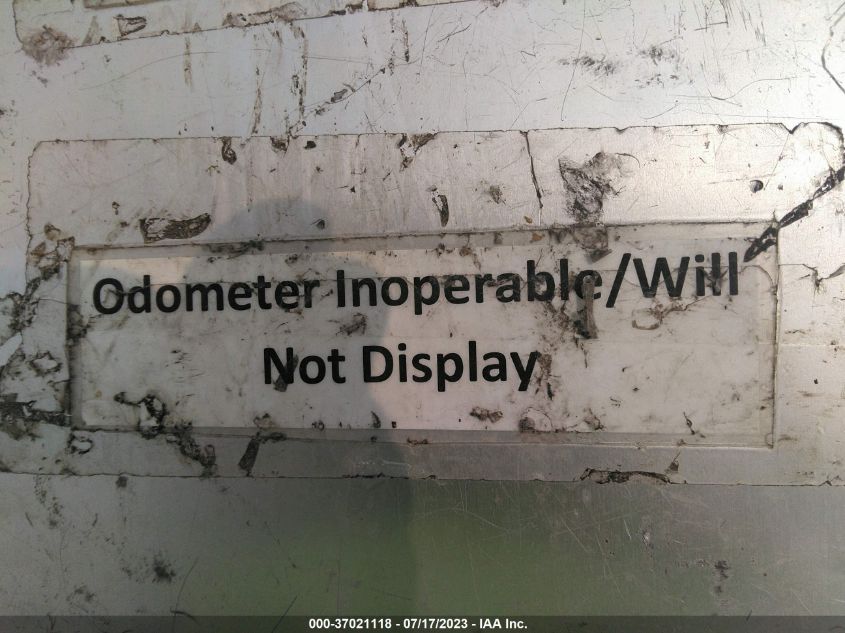 Odometer Inoperable/Will
Not Display
000-37021118 - 07/17/2023 - IAA Inc.